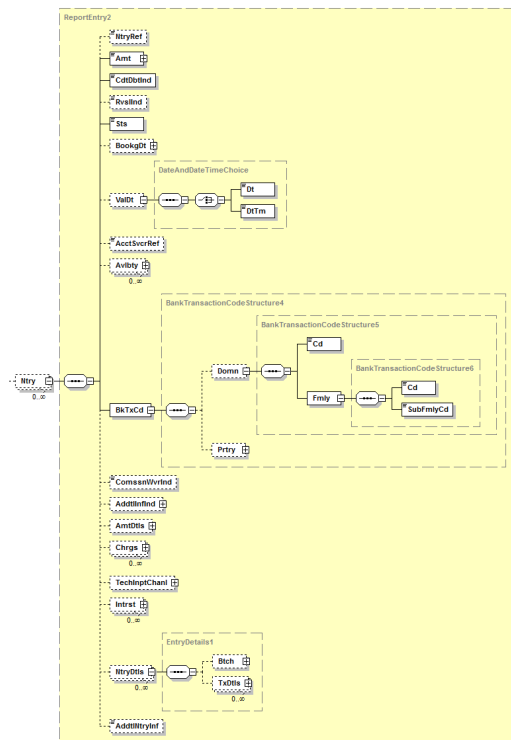 ReportEntry2
NtryRef
Amt
CdtDbtInd
RvslInd
Sts
BookgDt
DateAndDateTimeChoice
Dt
ValDt
DtTm
AcctSvcrRef
Avlbty
0..∞
BankTransactionCodeStructure4
BankTransactionCodeStructure5
Cd
BankTransactionCodeStructure6
Domn
Ntry
0..∞
Cd
Fmly
SubFmlyCd
BkTxCd
Prtry
ComssnWvrInd
AddtlInfInd
AmtDtls
Chrgs
0..∞
TechInptChanl
Intrst
0..∞
EntryDetails1
Btch
NtryDtls
0..∞
TxDtls
0..∞
AddtlNtryInf